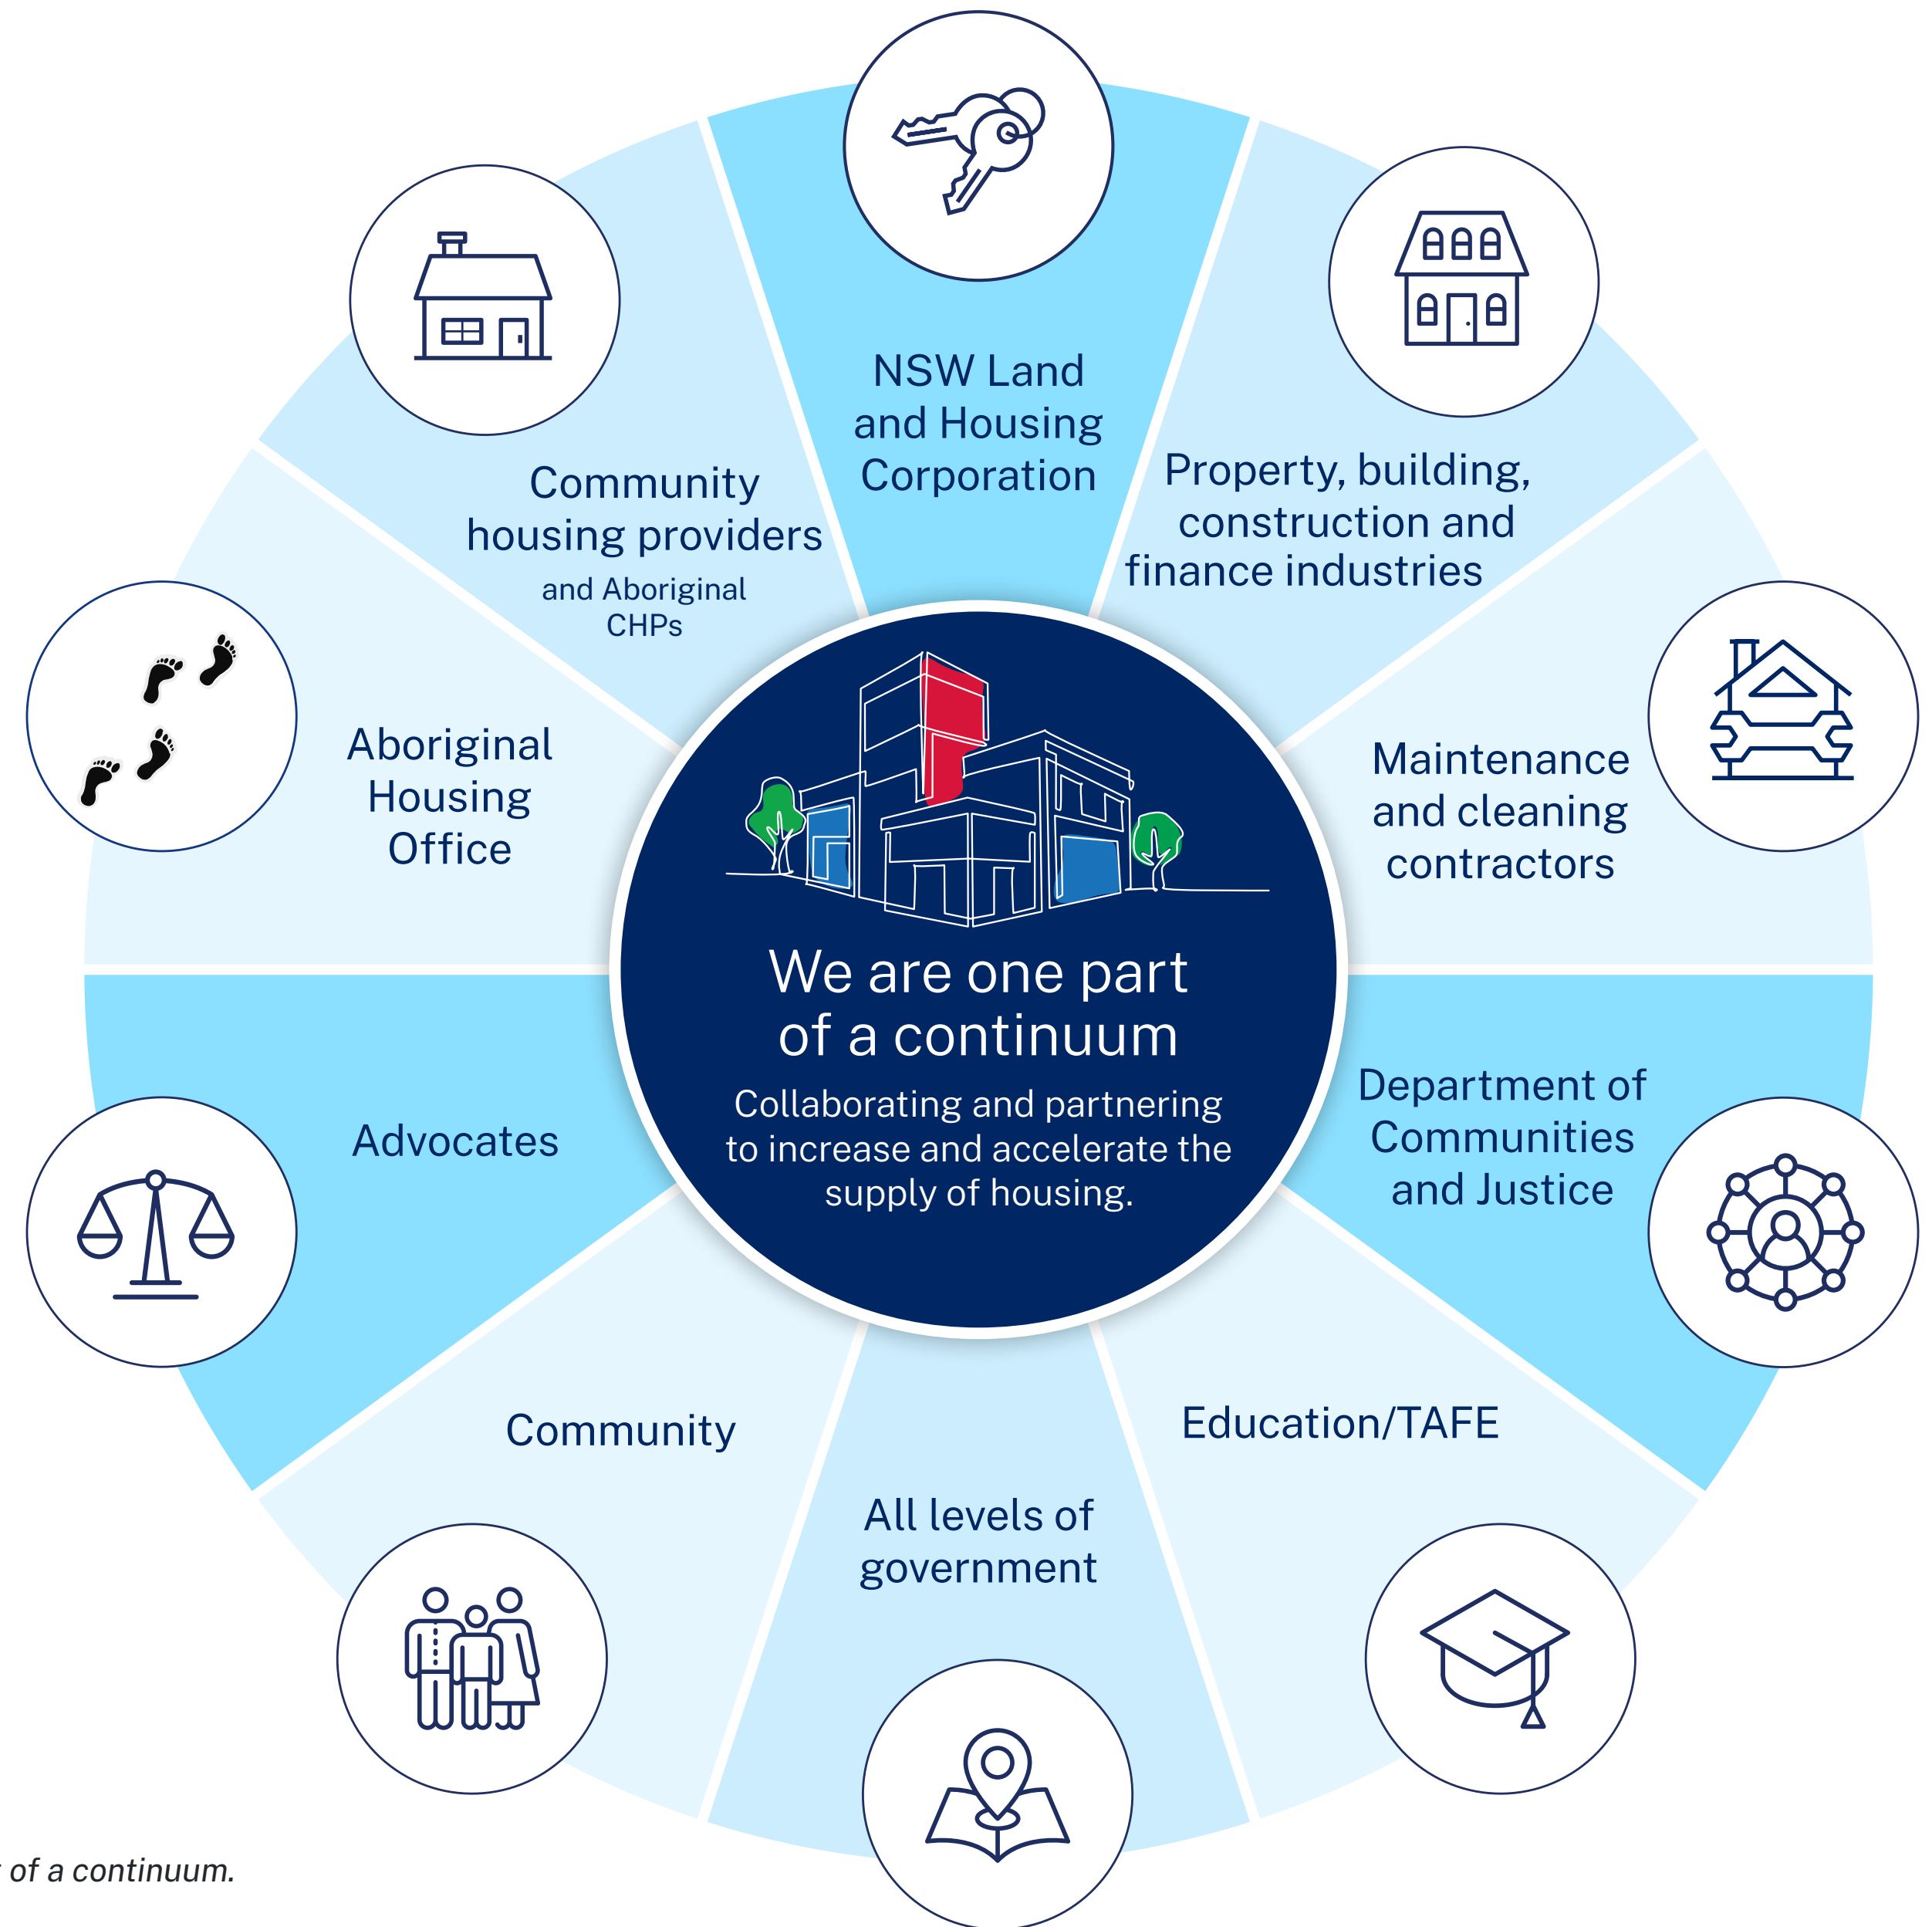 NSW Land
and Housing
Corporation
Property, building,
construction and
finance industries
Maintenance
and cleaning
contractors
Department of
Communities
and Justice
Education/TAFE
All levels of
government
Community
Advocates
Aboriginal
Housing
Office
Community
housing providers
and Aboriginal
CHPs
We are one part
of a continuum
Collaborating and partnering
to increase and accelerate the
supply of housing.
of a continuum.